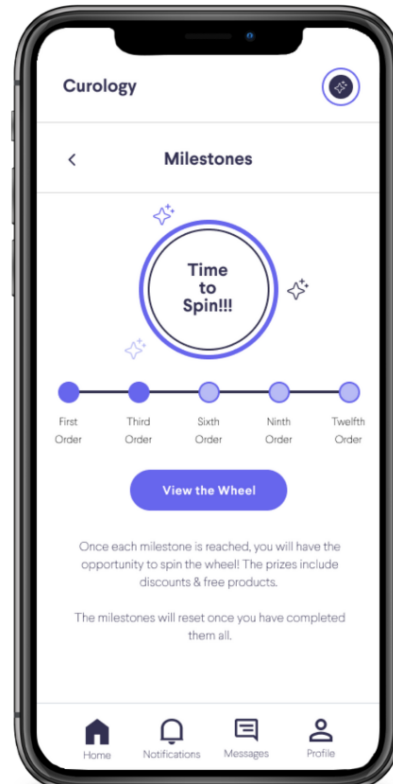 Curology
Milestones
Time
to
Spin!!!
First
Order
Third
Order
Sixth
Order
Ninth
Order
Twelfth
Order
View the Wheel
Once each milestone is reached, you will have the
opportunity to spin the wheel! The prizes include
discounts & free products.
The milestones will reset once you have completed
them all.
Home
Notifications
Messages
Profile